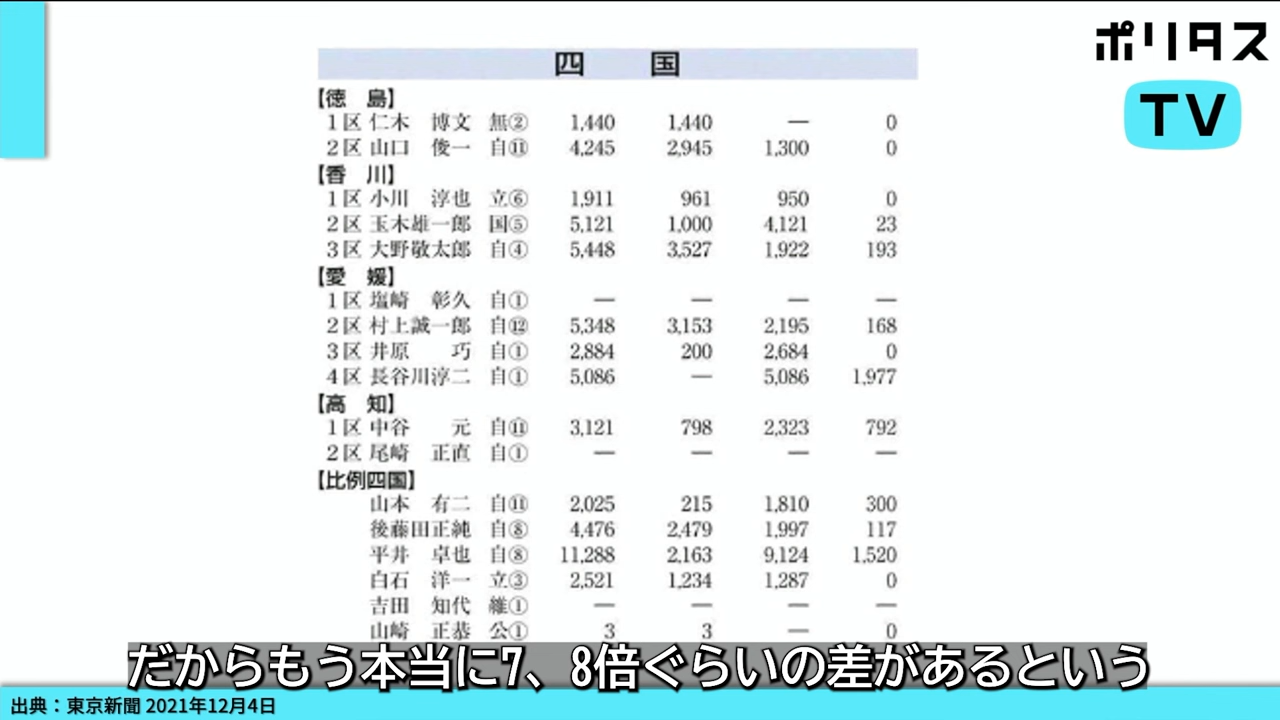 ポリタス
TV
四 国
【徳 島】
1区 仁木 博文 無② 1,440 1,440 — 0
2区 山口 俊一 自⑪ 4,245 2,945 1,300 0
【香 川】
1区 小川 淳也 立⑥ 1,911 961 950 0
2区 玉木雄一郎 国⑤ 5,121 1,000 4,121 23
3区 大野敬太郎 自④ 5,448 3,527 1,922 193
【愛 媛】
1区 塩崎 彰久 自① — — — —
2区 村上誠一郎 自⑫ 5,348 3,153 2,195 168
3区 井原 巧 自① 2,884 200 2,684 0
4区 長谷川淳二 自① 5,086 — 5,086 1,977
【高 知】
1区 中谷 元 自⑪ 3,121 798 2,323 792
2区 尾崎 正直 自① — — — —
【比例四国】
山本 有二 自⑪ 2,025 215 1,810 300
後藤田正純 自⑧ 4,476 2,479 1,997 117
平井 卓也 自⑧ 11,288 2,163 9,124 1,520
白石 洋一 立③ 2,521 1,234 1,287 0
吉田 知代 維① — — — —
山崎 正恭 公① 3 3 — 0
だからもう本当に7、8倍ぐらいの差があるという
出典：東京新聞 2021年12月4日